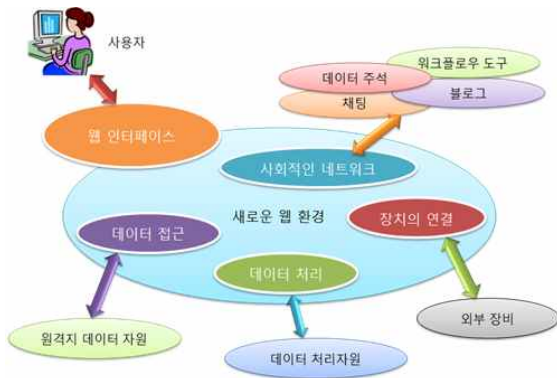 사용자
워크플로우 도구
데이터 주석
블로그
채팅
웹 인터페이스
사회적인 네트워크
새로운 웹 환경
장치의 연결
데이터 접근
데이터 처리
외부 장비
원격지 데이터 자원
데이터 처리자원